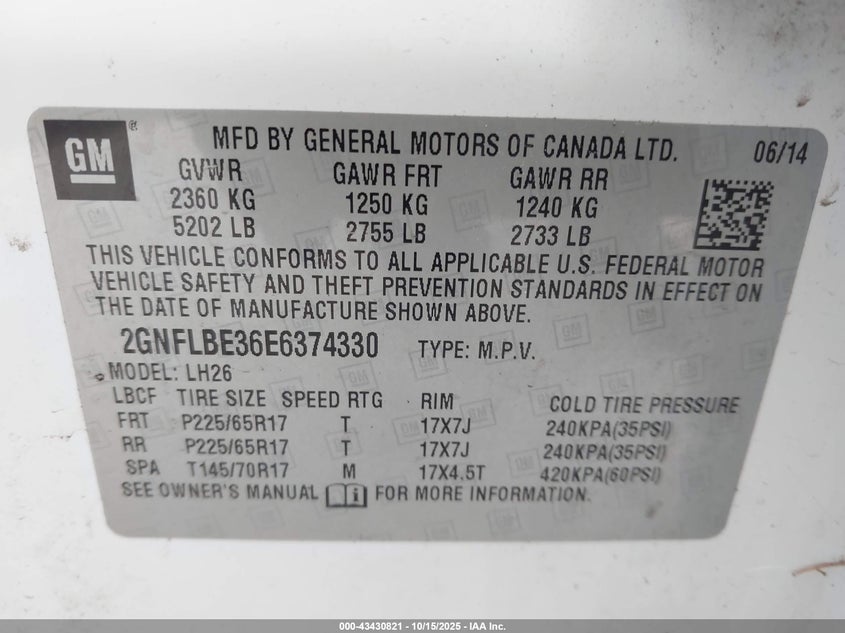 GM ®
MFD BY GENERAL MOTORS OF CANADA LTD. 06/14
GVWR GAWR FRT GAWR RR
2360 KG 1250 KG 1240 KG
5202 LB 2755 LB 2733 LB
THIS VEHICLE CONFORMS TO ALL APPLICABLE U.S. FEDERAL MOTOR
VEHICLE SAFETY AND THEFT PREVENTION STANDARDS IN EFFECT ON
THE DATE OF MANUFACTURE SHOWN ABOVE.
2GNFLBE36E6374330 TYPE: M.P.V.
MODEL: LH26
LBCF TIRE SIZE SPEED RTG RIM COLD TIRE PRESSURE
FRT P225/65R17 T 17X7J 240KPA(35PSI)
RR P225/65R17 T 17X7J 240KPA(35PSI)
SPA T145/70R17 M 17X4.5T 420KPA(60PSI)
SEE OWNER'S MANUAL i FOR MORE INFORMATION.
000-43430821 - 10/15/2025 - IAA Inc.